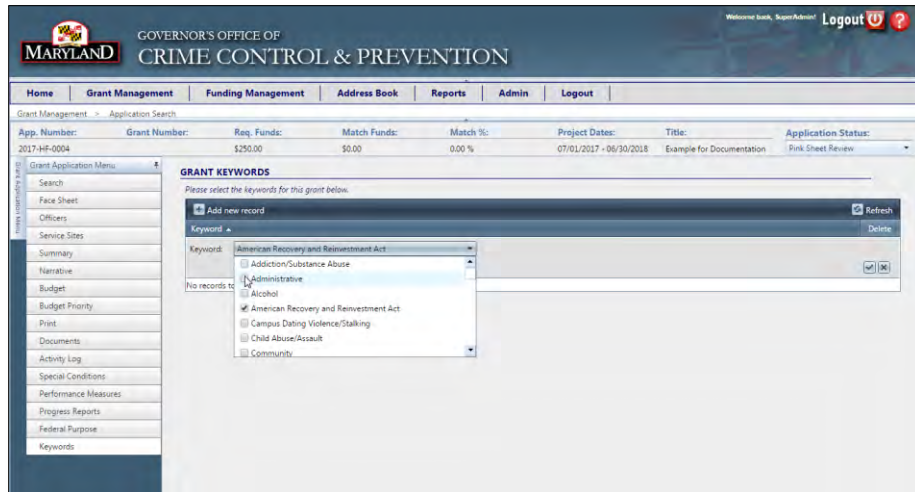 Welcome back, SuperAdmin! Logout
MARYLAND
GOVERNOR'S OFFICE OF
CRIME CONTROL & PREVENTION
Home Grant Management Funding Management Address Book Reports Admin Logout
Grant Management > Application Search
App. Number: Grant Number: Req. Funds: Match Funds: Match %: Project Dates: Title: Application Status:
2017-HF-0004 $250.00 $0.00 0.00 % 07/01/2017 - 06/30/2018 Example for Documentation Pink Sheet Review
Grant Application Menu
Grant Application Menu
Search
Face Sheet
Officers
Service Sites
Summary
Narrative
Budget
Budget Priority
Print
Documents
Activity Log
Special Conditions
Performance Measures
Progress Reports
Federal Purpose
Keywords
GRANT KEYWORDS
Please select the keywords for this grant below.
Add new record Refresh
Keyword Delete
Keyword: American Recovery and Reinvestment Act
Addiction/Substance Abuse
Administrative
Alcohol
American Recovery and Reinvestment Act
Campus Dating Violence/Stalking
Child Abuse/Assault
Community
No records to